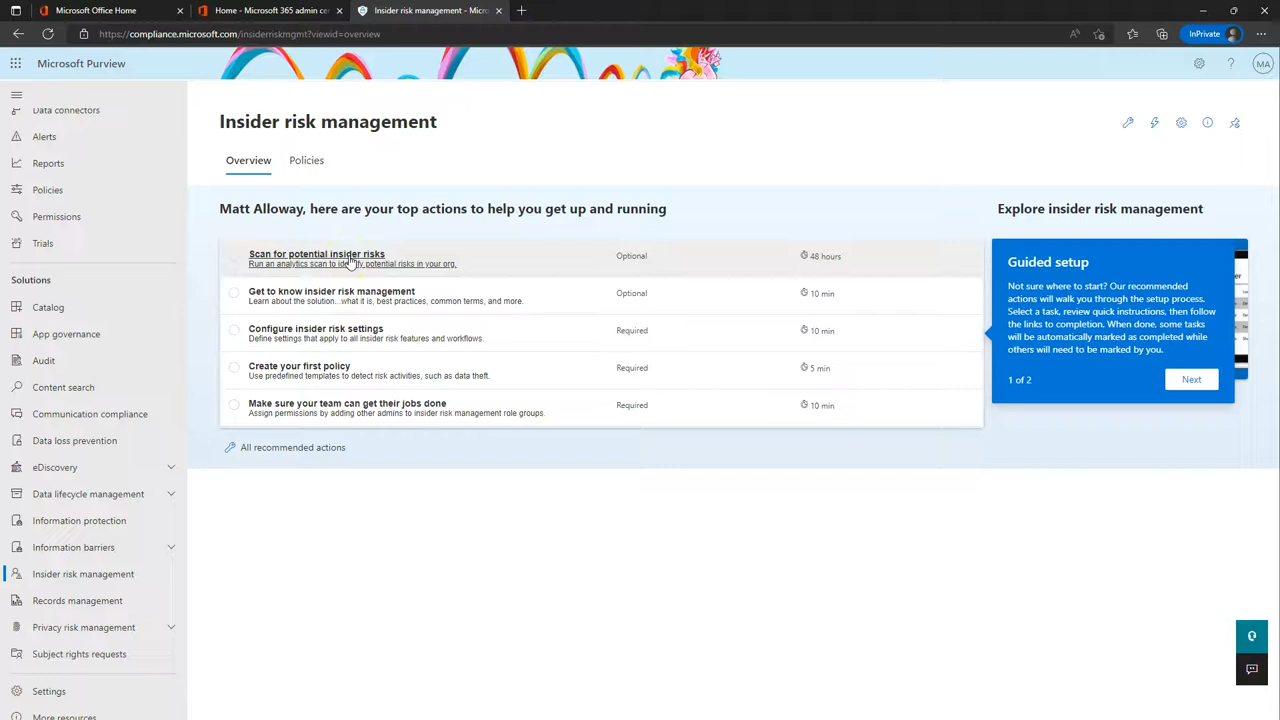 Microsoft Office Home
Home - Microsoft 365 admin cen
Insider risk management - Micro
https://compliance.microsoft.com/insiderriskmgmt?viewid=overview
InPrivate
Microsoft Purview
MA
Data connectors
Alerts
Reports
Policies
Permissions
Trials
Solutions
Catalog
App governance
Audit
Content search
Communication compliance
Data loss prevention
eDiscovery
Data lifecycle management
Information protection
Information barriers
Insider risk management
Records management
Privacy risk management
Subject rights requests
Settings
More resources
Insider risk management
Overview
Policies
Matt Alloway, here are your top actions to help you get up and running
Scan for potential insider risks
Run an analytics scan to identify potential risks in your org.
Optional
48 hours
Get to know insider risk management
Learn about the solution...what it is, best practices, common terms, and more.
Optional
10 min
Configure insider risk settings
Define settings that apply to all insider risk features and workflows.
Required
10 min
Create your first policy
Use predefined templates to detect risk activities, such as data theft.
Required
5 min
Make sure your team can get their jobs done
Assign permissions by adding other admins to insider risk management role groups.
Required
10 min
All recommended actions
Explore insider risk management
Guided setup
Not sure where to start? Our recommended
actions will walk you through the setup process.
Select a task, review quick instructions, then follow
the links to completion. When done, some tasks
will be automatically marked as completed while
others will need to be marked by you.
1 of 2
Next